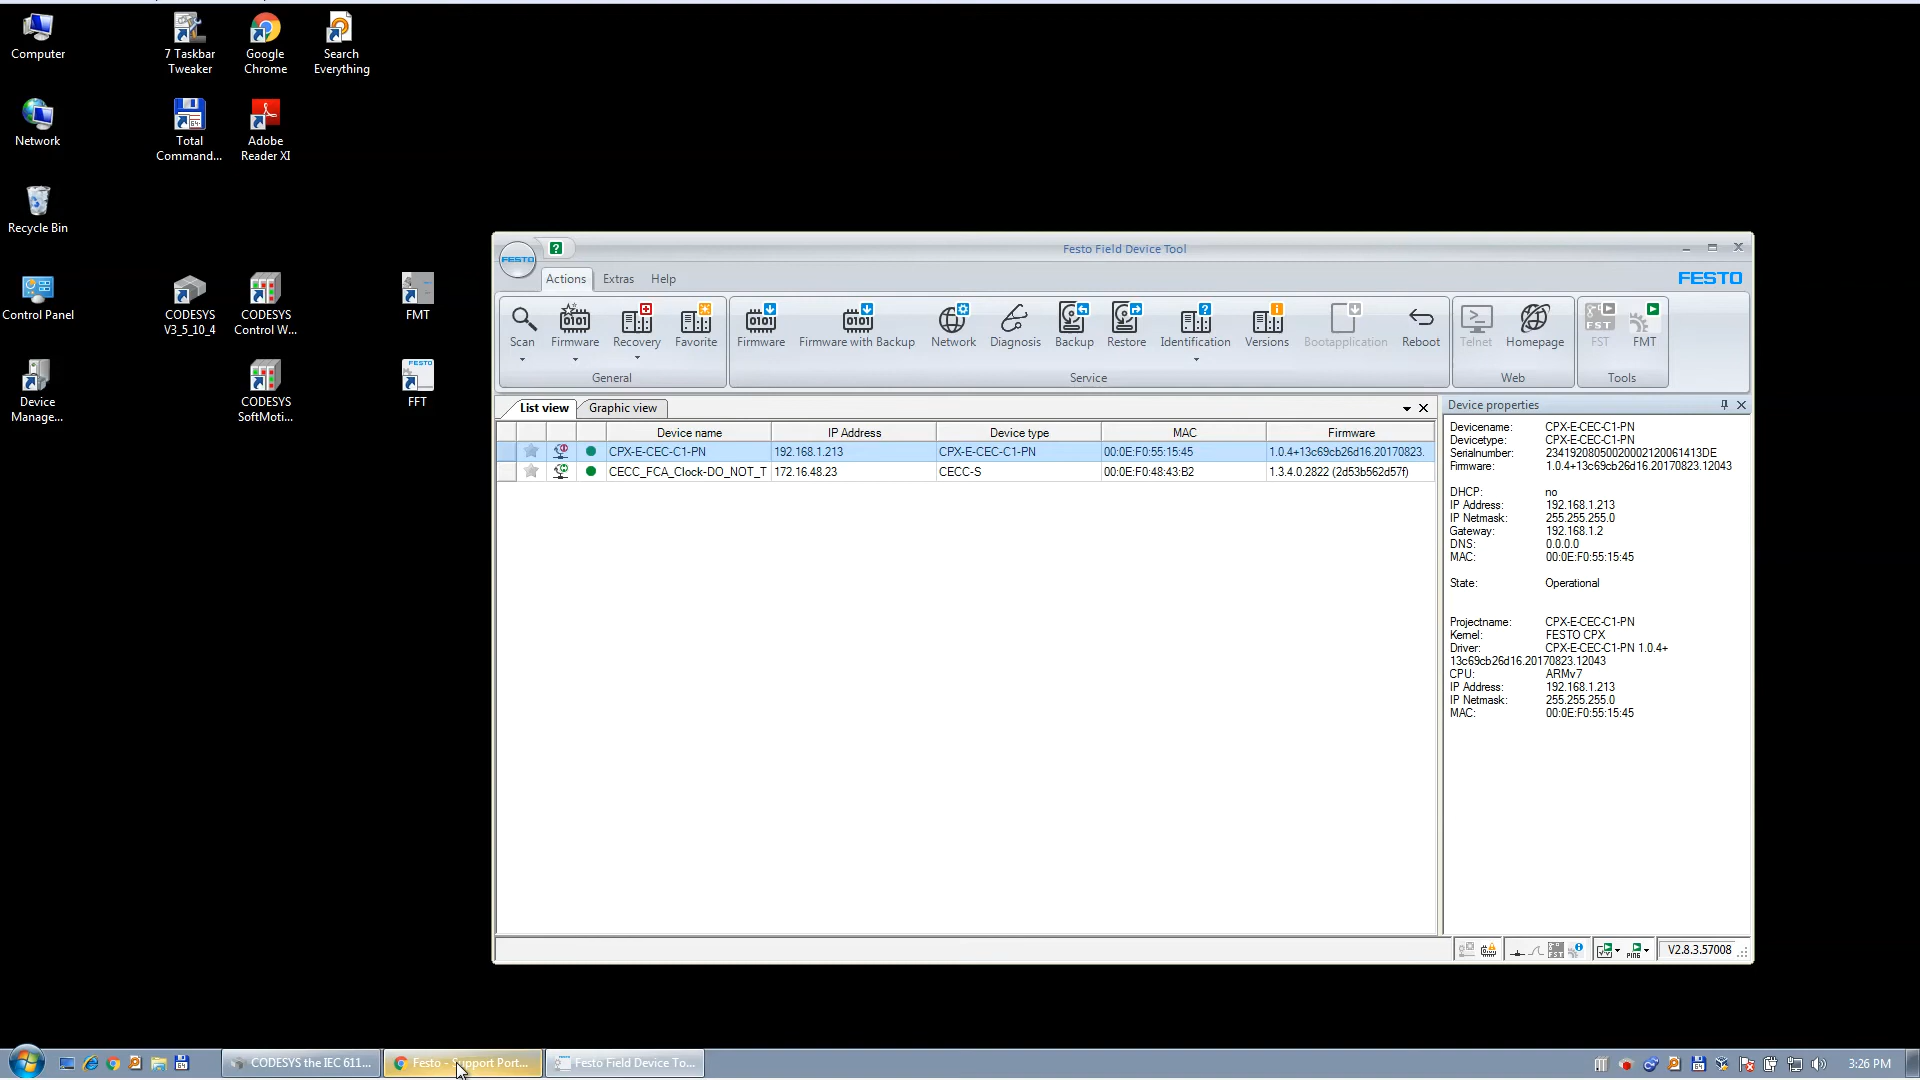 Computer
7 Taskbar
Tweaker
Google
Chrome
Search
Everything
Network
Total
Command...
Adobe
Reader XI
Recycle Bin
Control Panel
CODESYS
V3_5_10_4
CODESYS
Control W...
FMT
Device
Manage...
CODESYS
SoftMoti...
FESTO
FFT
FESTO
?
Festo Field Device Tool
Actions
Extras
Help
FESTO
Scan
Firmware
Recovery
Favorite
General
Firmware
Firmware with Backup
Network
Diagnosis
Backup
Restore
Identification
Versions
Bootapplication
Reboot
Service
Telnet
Homepage
Web
FST
FST
FMT
Tools
List view
Graphic view
Device name
IP Address
Device type
MAC
Firmware
CPX-E-CEC-C1-PN
192.168.1.213
CPX-E-CEC-C1-PN
00:0E:F0:55:15:45
1.0.4+13c69cb26d16.20170823.
CECC_FCA_Clock-DO_NOT_T
172.16.48.23
CECC-S
00:0E:F0:48:43:B2
1.3.4.0.2822 (2d53b562d57f)
Device properties
Devicename: CPX-E-CEC-C1-PN
Devicetype: CPX-E-CEC-C1-PN
Serialnumber: 23419208050020002120061413DE
Firmware: 1.0.4+13c69cb26d16.20170823.12043
DHCP: no
IP Address: 192.168.1.213
IP Netmask: 255.255.255.0
Gateway: 192.168.1.2
DNS: 0.0.0.0
MAC: 00:0E:F0:55:15:45
State: Operational
Projectname: CPX-E-CEC-C1-PN
Kernel: FESTO CPX
Driver: CPX-E-CEC-C1-PN 1.0.4+
13c69cb26d16.20170823.12043
CPU: ARMv7
IP Address: 192.168.1.213
IP Netmask: 255.255.255.0
MAC: 00:0E:F0:55:15:45
FST
PING
V2.8.3.57008
CODESYS the IEC 611...
Festo - Support Port...
Festo Field Device To...
3:26 PM